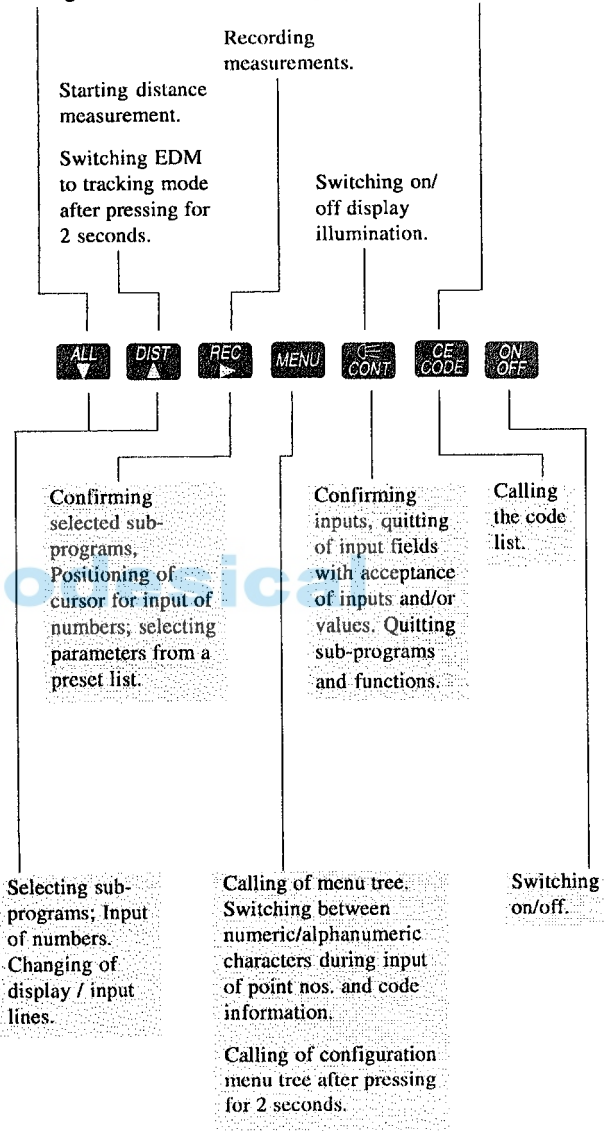 Recording
measurements.
Starting distance
measurement.
Switching EDM
to tracking mode
after pressing for
2 seconds.
Switching on/
off display
illumination.
ALL
DIST
REC
MENU
CONT
CE
CODE
ON
OFF
Confirming
selected sub-
programs,
Positioning of
cursor for input of
numbers; selecting
parameters from a
preset list.
Confirming
inputs, quitting
of input fields
with acceptance
of inputs and/or
values. Quitting
sub-programs
and functions.
Calling
the code
list.
odesical
Selecting sub-
programs; Input
of numbers.
Changing of
display / input
lines.
Calling of menu tree.
Switching between
numeric/alphanumeric
characters during input
of point nos. and code
information.
Calling of configuration
menu tree after pressing
for 2 seconds.
Switching
on/off.